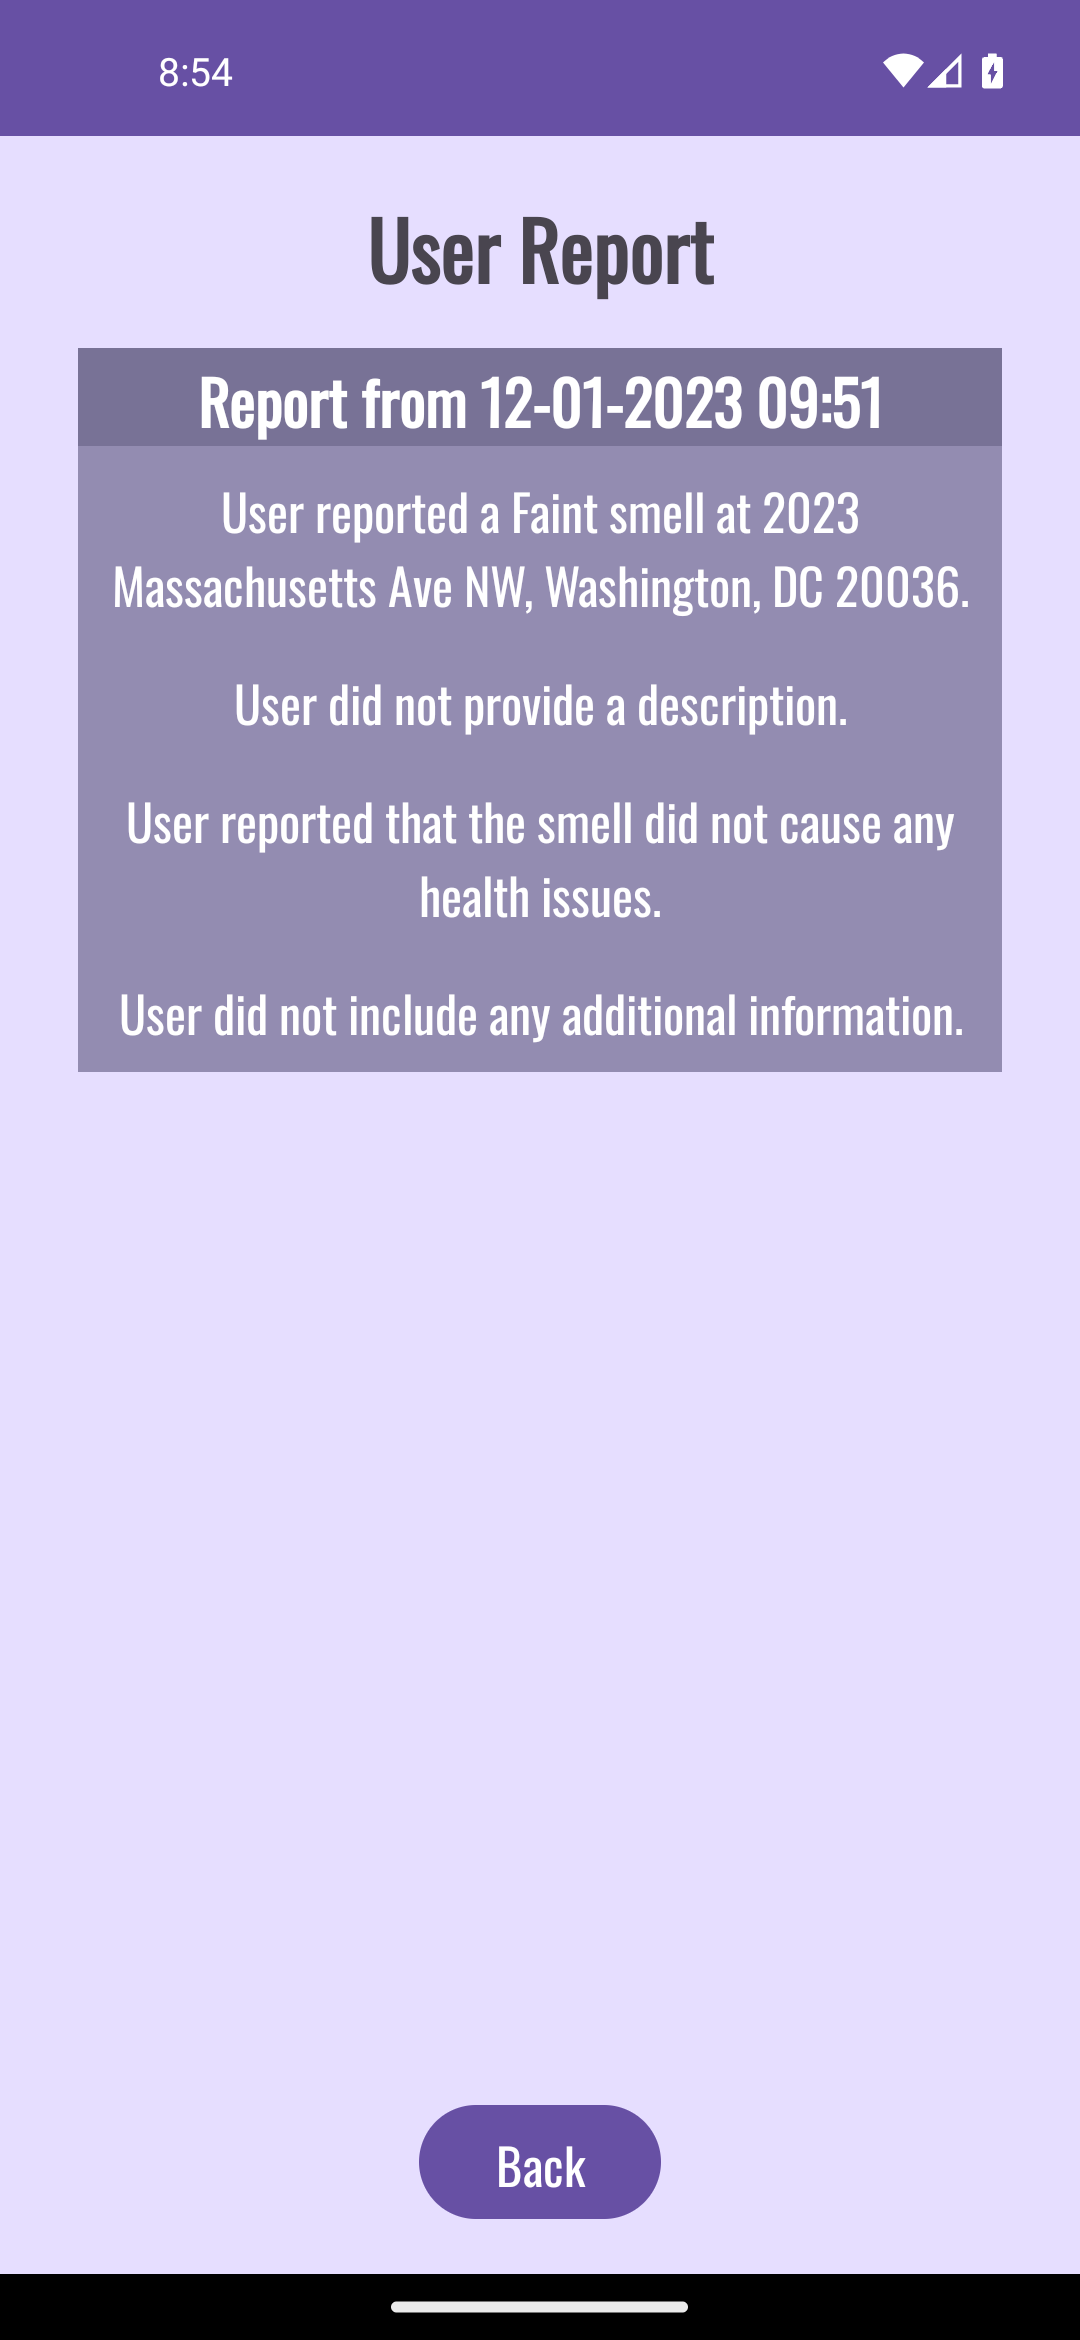 8:54
User Report
Report from 12-01-2023 09:51
User reported a Faint smell at 2023
Massachusetts Ave NW, Washington, DC 20036.
User did not provide a description.
User reported that the smell did not cause any
health issues.
User did not include any additional information.
Back